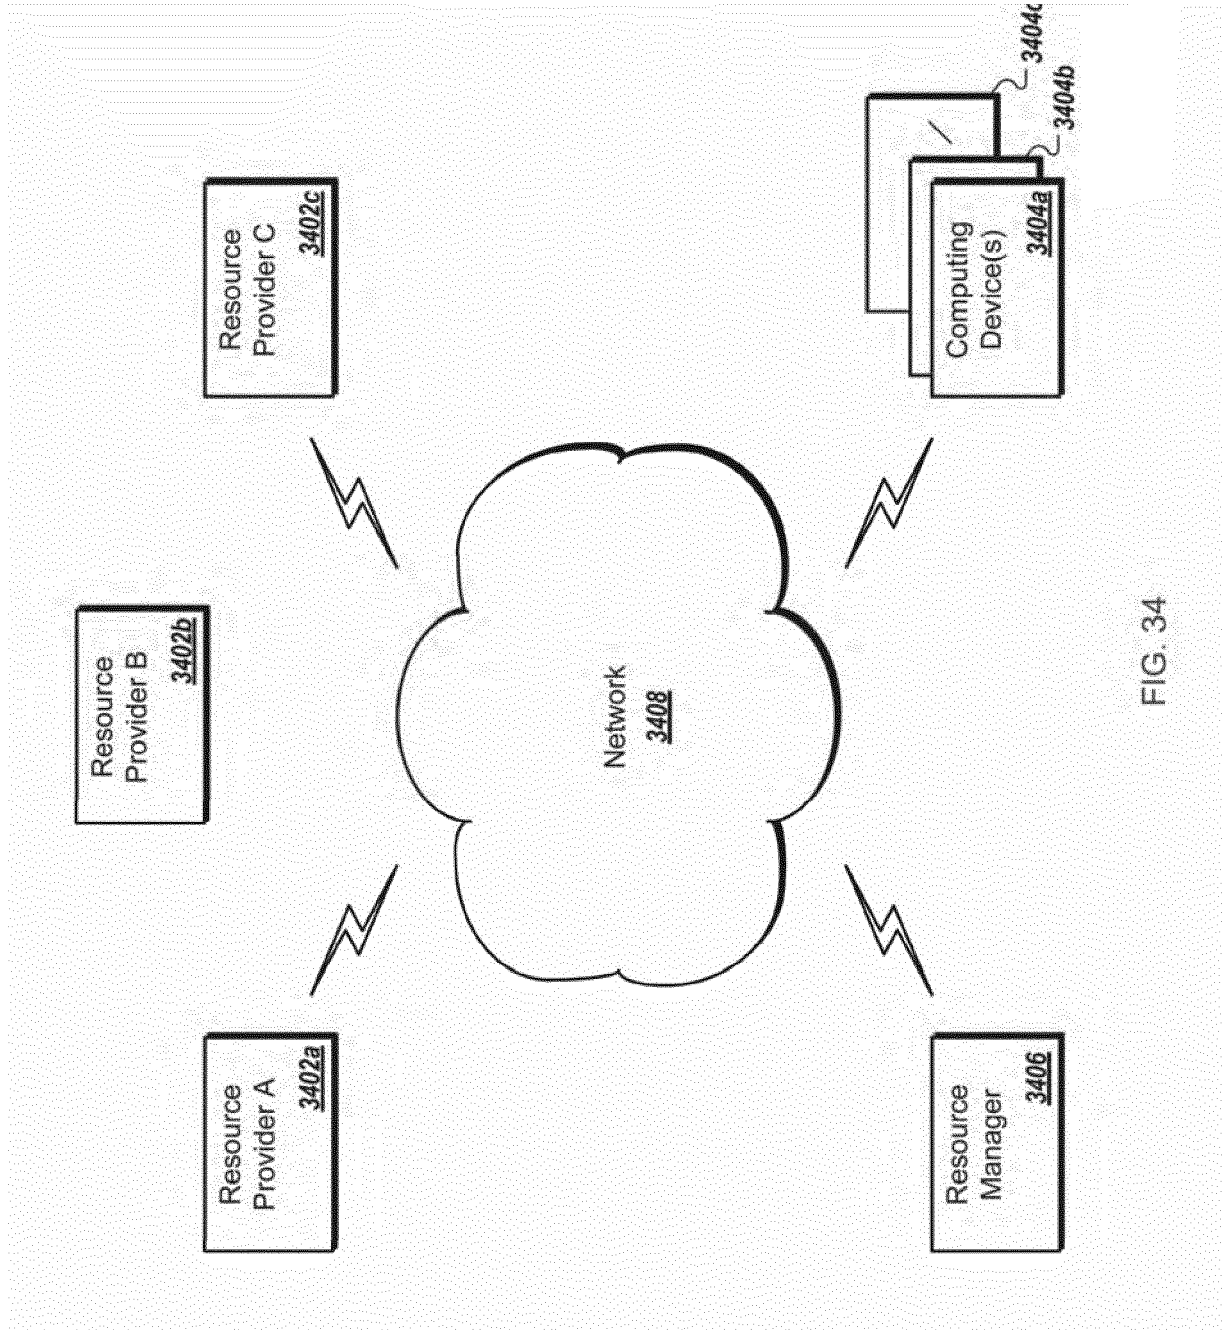 Resource
Provider B
3402b
Resource
Provider A
3402a
Resource
Provider C
3402c
Network
3408
Resource
Manager
3406
Computing
Device(s)
3404a
3404b
3404c
FIG. 34